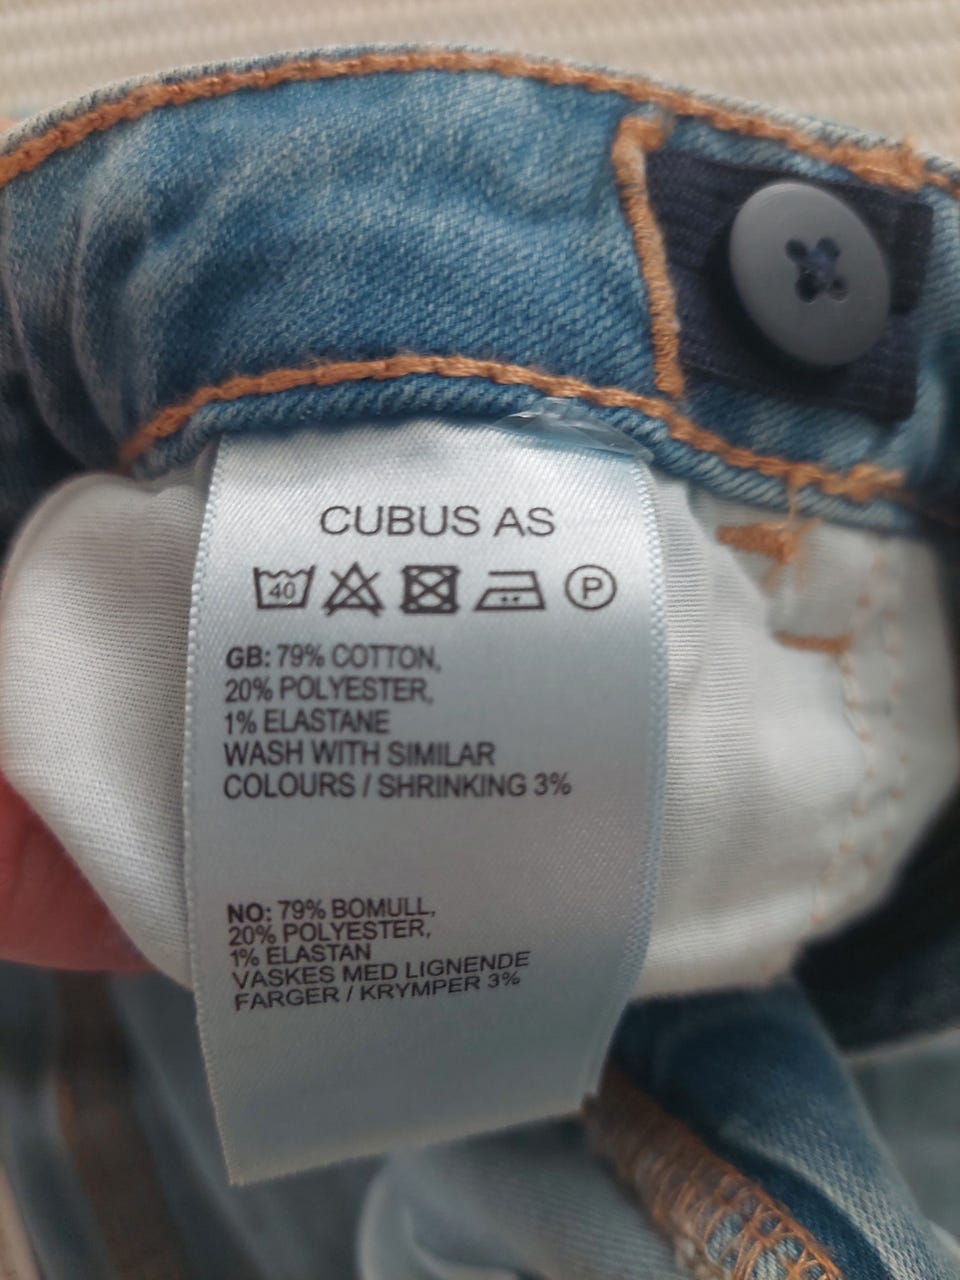 CUBUS AS
40 P
GB: 79% COTTON,
20% POLYESTER,
1% ELASTANE
WASH WITH SIMILAR
COLOURS / SHRINKING 3%
NO: 79% BOMULL,
20% POLYESTER,
1% ELASTAN
VASKES MED LIGNENDE
FARGER / KRYMPER 3%